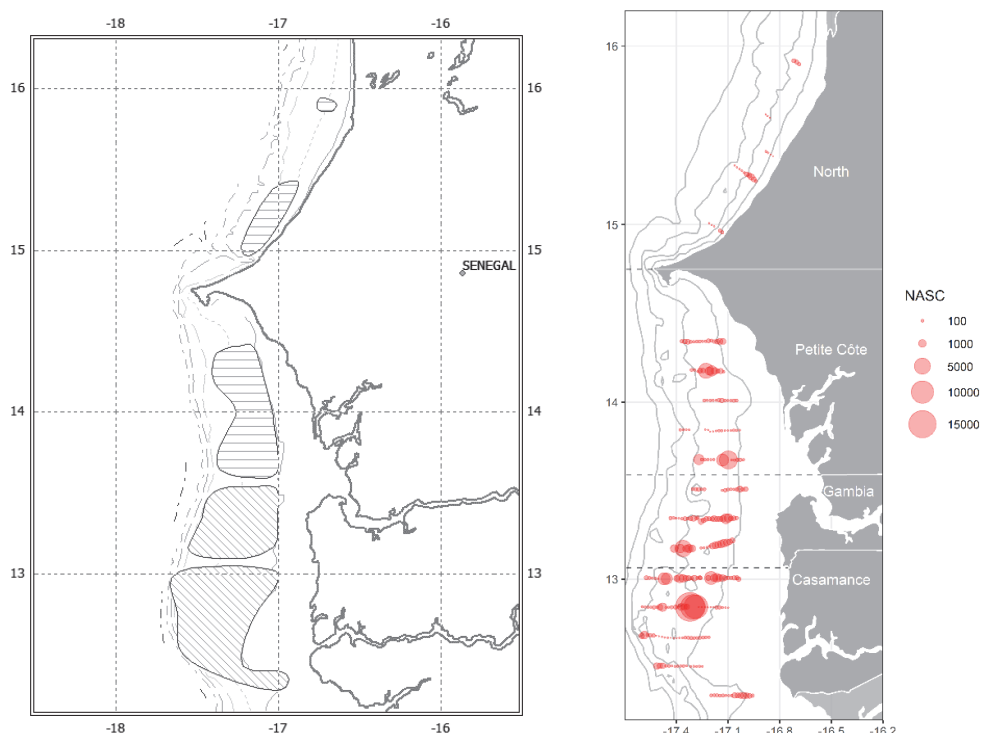 -18 -17 -16
16 16
15 15
SENEGAL
14 14
13 13
-18 -17 -16
16
North
15
Petite Côte
14
Gambia
13
Casamance
-17.4 -17.1 -16.8 -16.5 -16.2
NASC
100
1000
5000
10000
15000